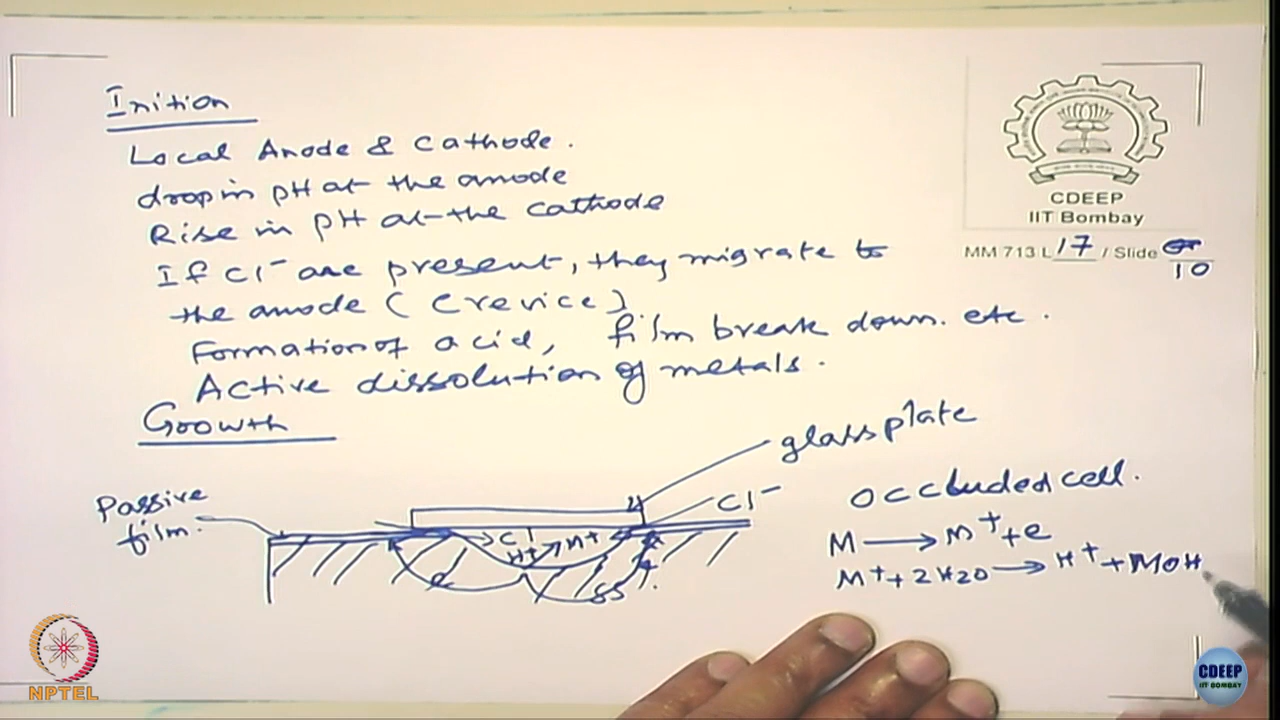 Inition
Local Anode & Cathode.
drop in pH at the anode
Rise in pH at the cathode
If Cl⁻ are present, they migrate to
the anode (Crevice)
Formation of acid, film break down. etc.
Active dissolution of metals.
Growth
glass plate
Passive
film.
Cl⁻
Cl⁻
H⁺ M⁺
e
SS
Occluded cell.
M → M⁺ + e
M⁺ + 2H2O → H⁺ + MOH
CDEEP
IIT Bombay
MM 713 L 17 / Slide
10
NPTEL
CDEEP
IIT BOMBAY